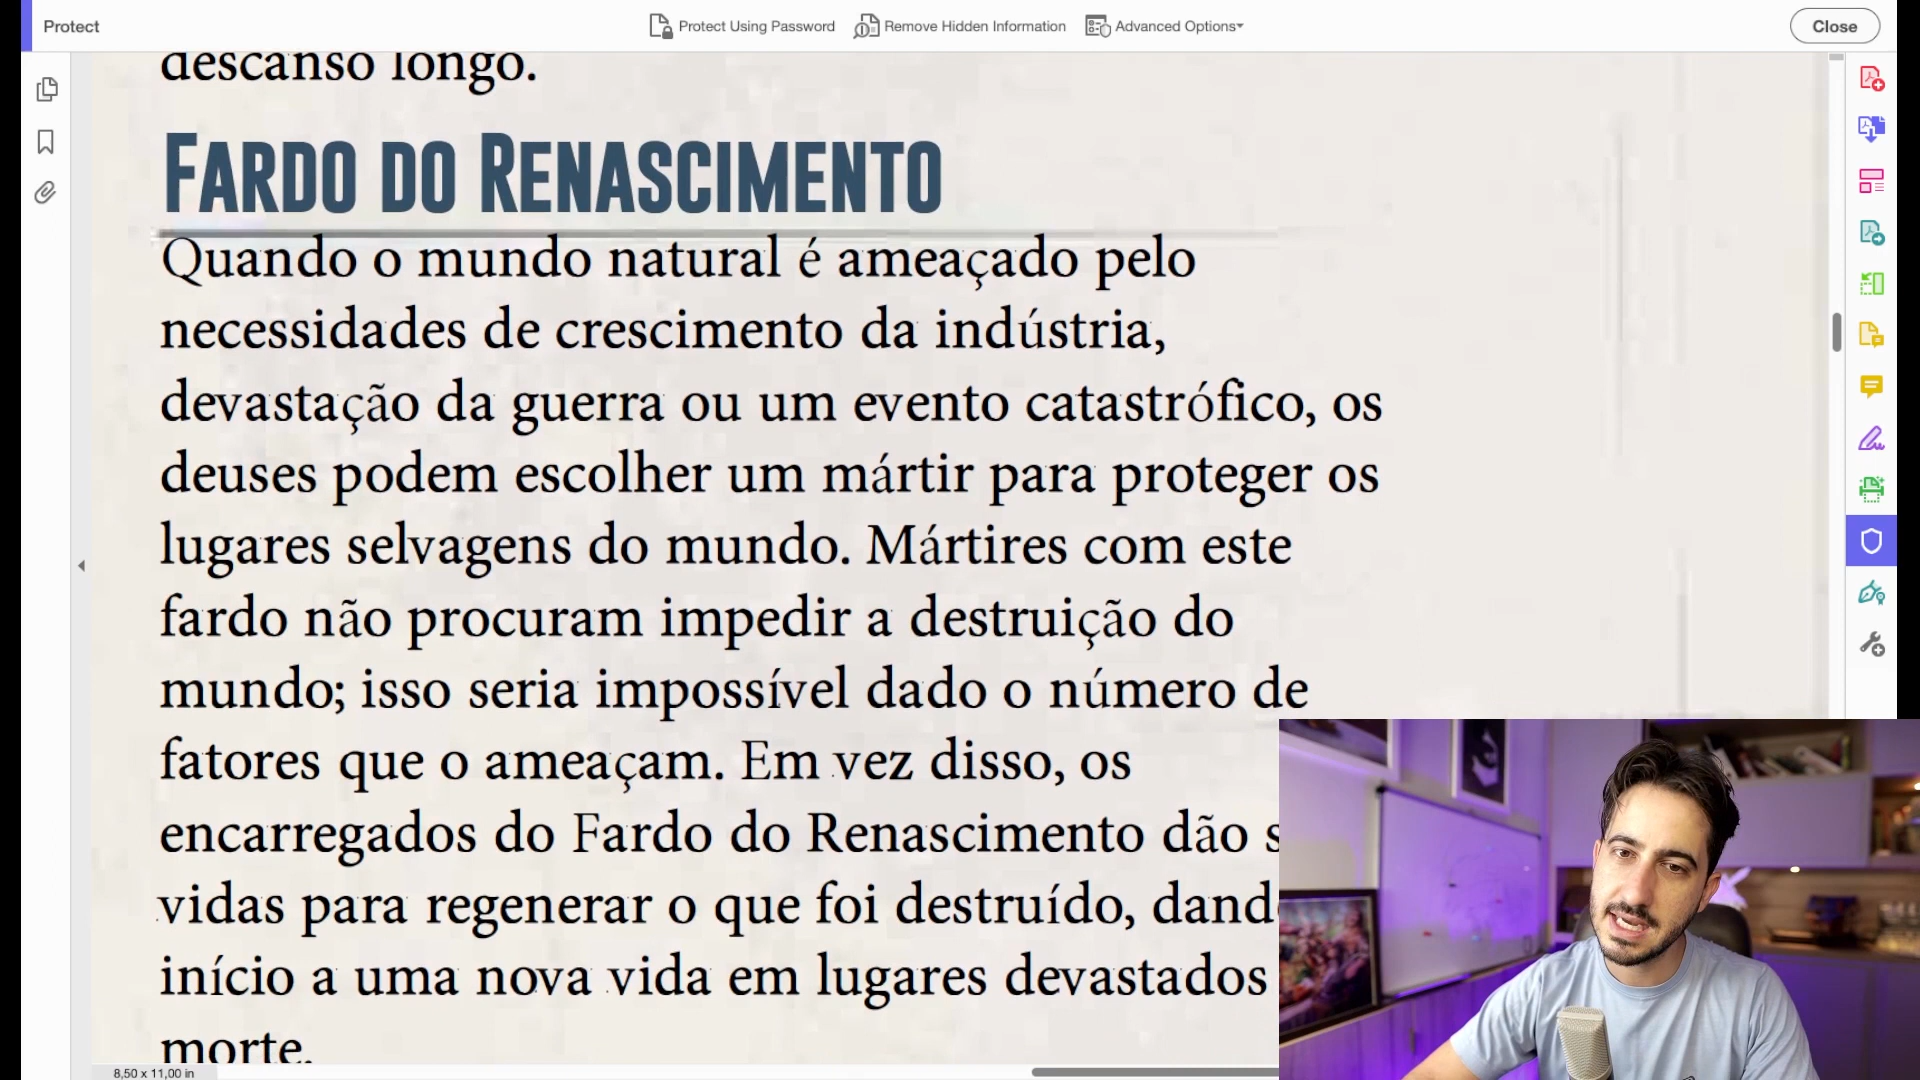 Protect
Protect Using Password
Remove Hidden Information
Advanced Options
Close
descanso longo.
FARDO DO RENASCIMENTO
Quando o mundo natural é ameaçado pelo
necessidades de crescimento da indústria,
devastação da guerra ou um evento catastrófico, os
deuses podem escolher um mártir para proteger os
lugares selvagens do mundo. Mártires com este
fardo não procuram impedir a destruição do
mundo; isso seria impossível dado o número de
fatores que o ameaçam. Em vez disso, os
encarregados do Fardo do Renascimento dão s
vidas para regenerar o que foi destruído, dand
início a uma nova vida em lugares devastados
morte.
8,50 x 11,00 in